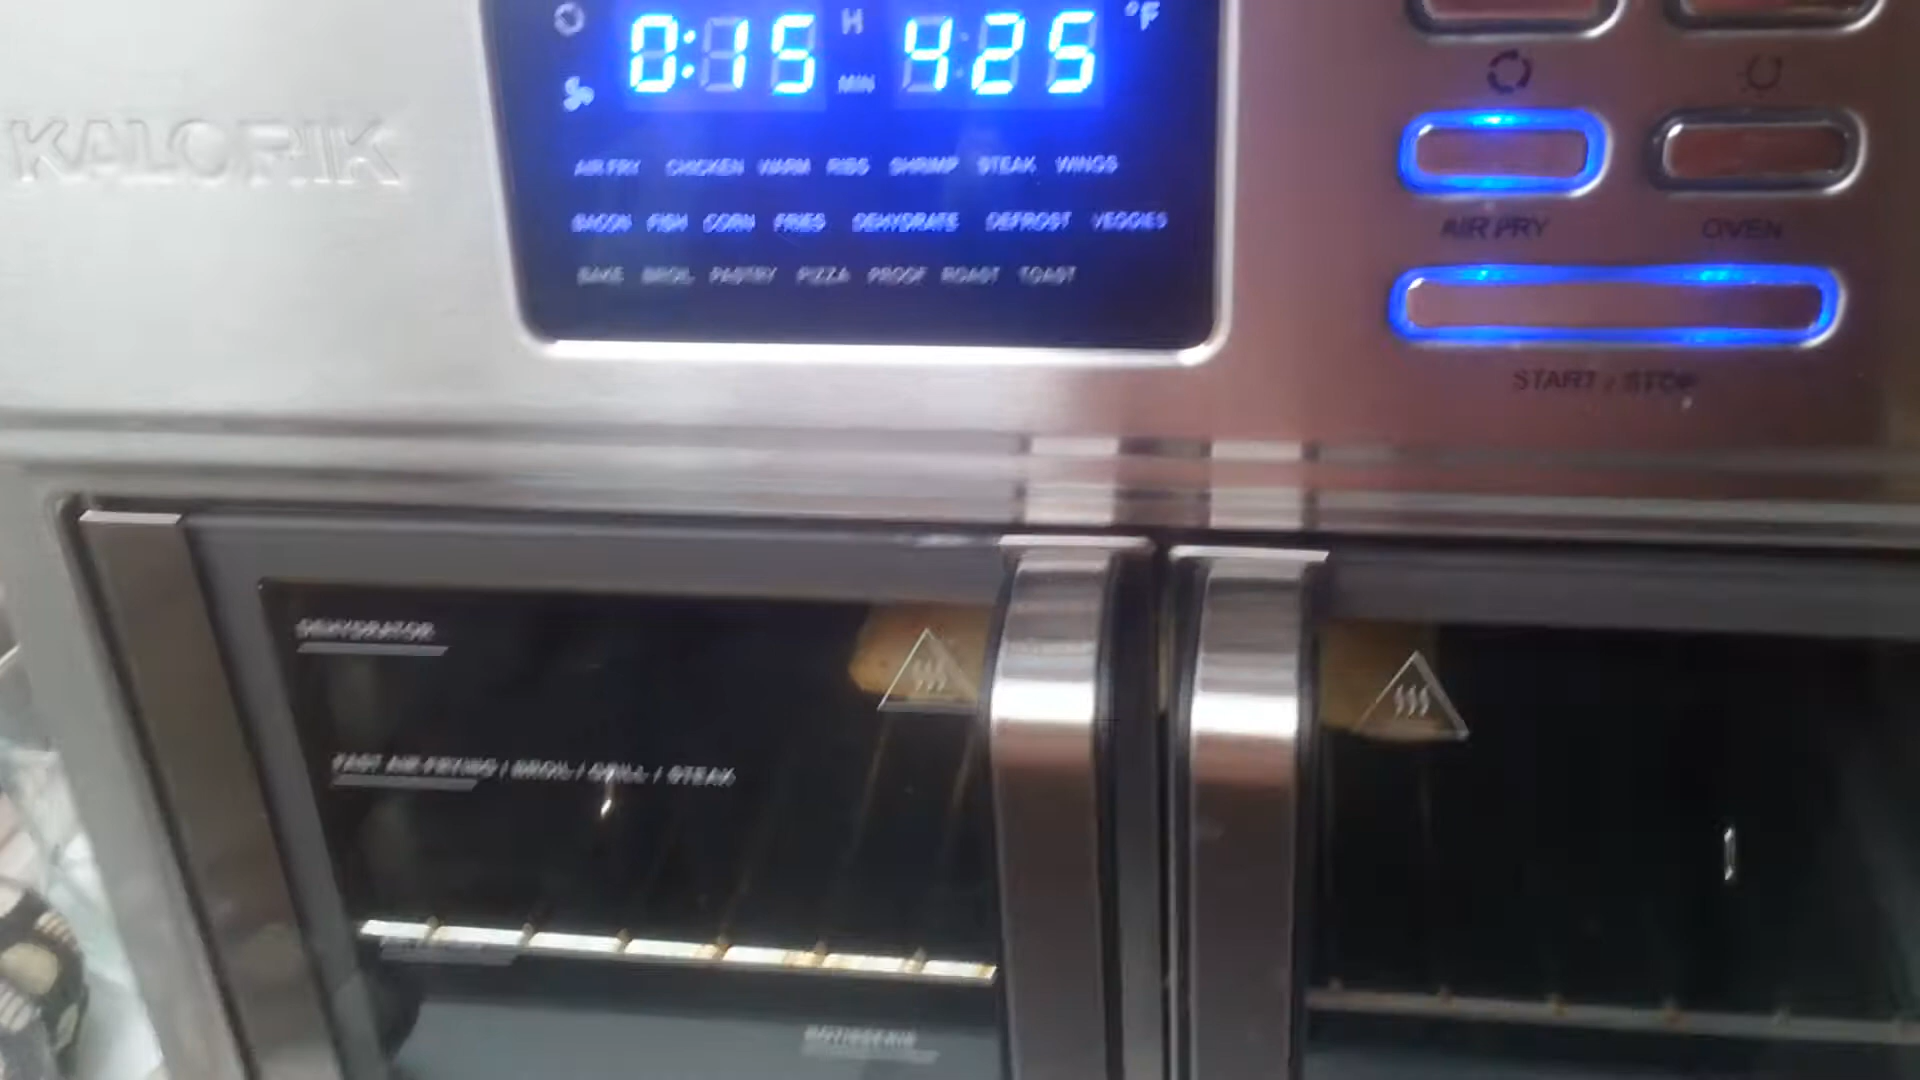 KALORIK
0:15 H 425 °F
MIN
AIR FRY CHICKEN WARM RIBS SHRIMP STEAK WINGS
BACON FISH CORN FRIES DEHYDRATE DEFROST VEGGIES
BAKE BROIL PASTRY PIZZA PROOF ROAST TOAST
AIR FRY OVEN
START / STOP
DEHYDRATOR
FAST AIR FRYING / BROIL / GRILL / STEAK
ROTISSERIE